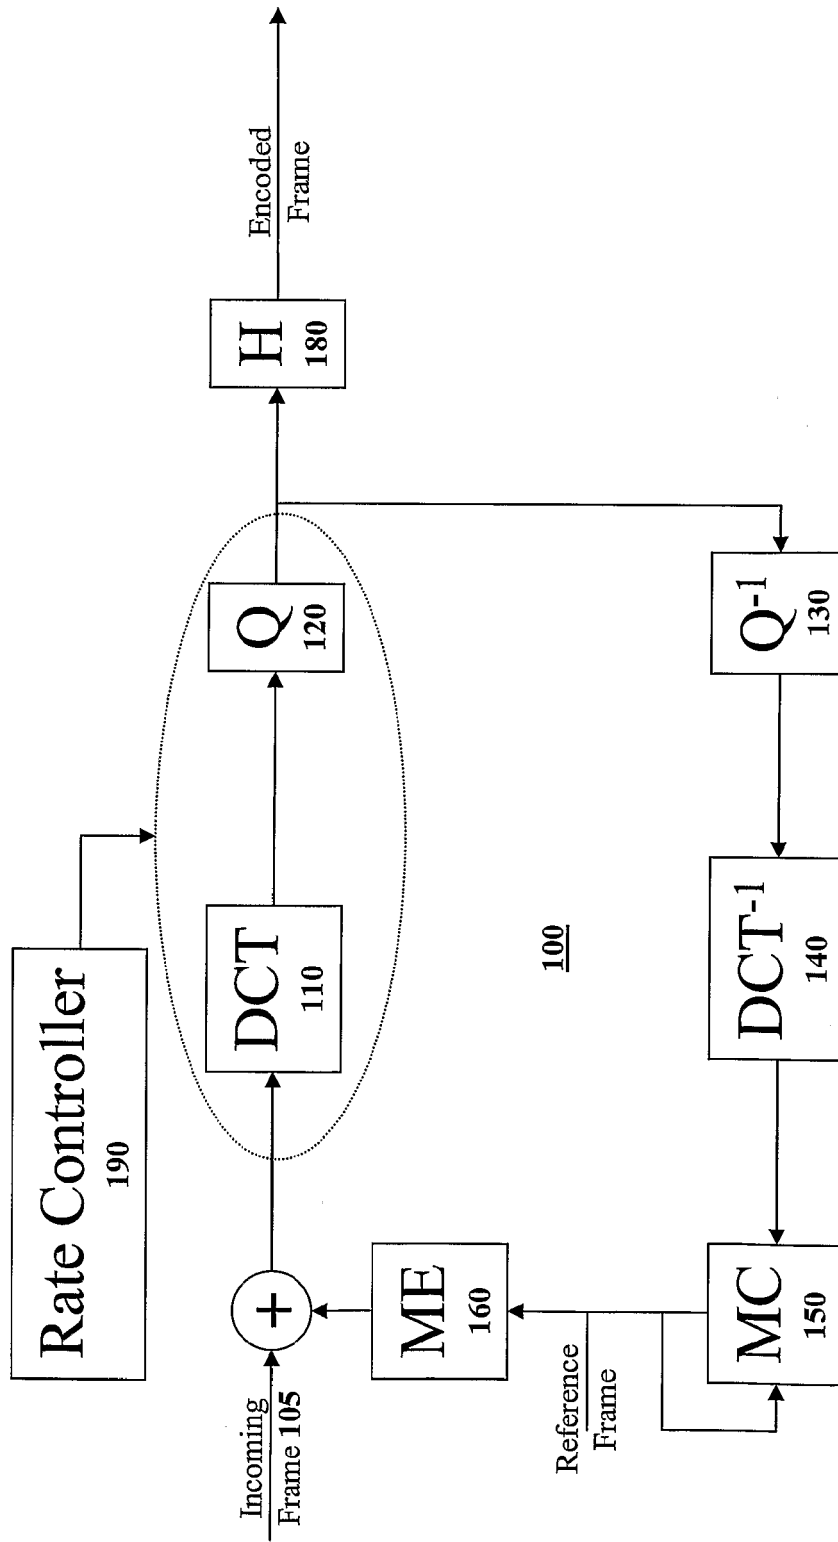 Rate Controller
190
Incoming
Frame 105
+
DCT
110
Q
120
H
180
Encoded
Frame
ME
160
100
Reference
Frame
MC
150
DCT-1
140
Q-1
130